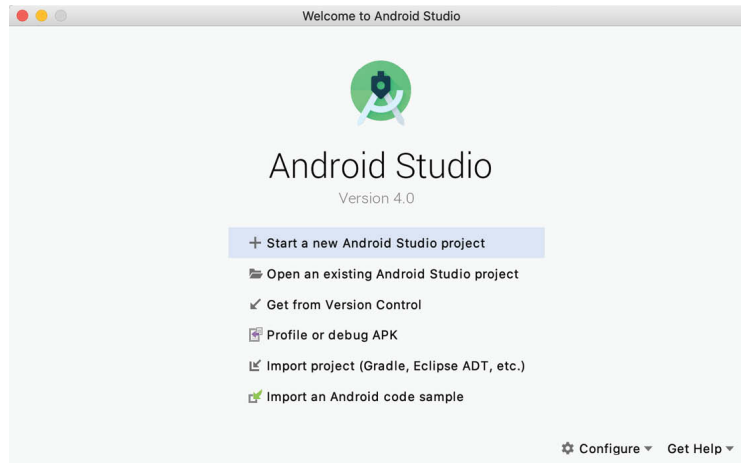 Welcome to Android Studio
Android Studio
Version 4.0
Start a new Android Studio project
Open an existing Android Studio project
Get from Version Control
Profile or debug APK
Import project (Gradle, Eclipse ADT, etc.)
Import an Android code sample
Configure Get Help